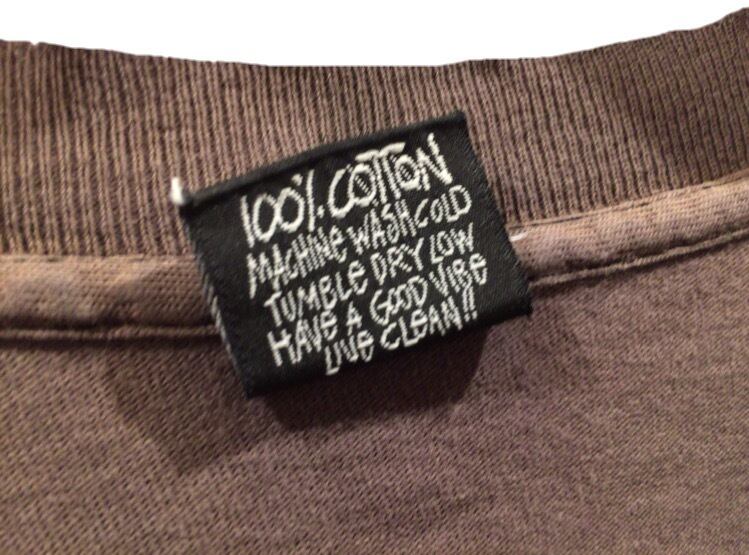 100% COTTON
MACHINE WASH COLD
TUMBLE DRY LOW
HAVE A GOOD VIBE
LIVE CLEAN!!